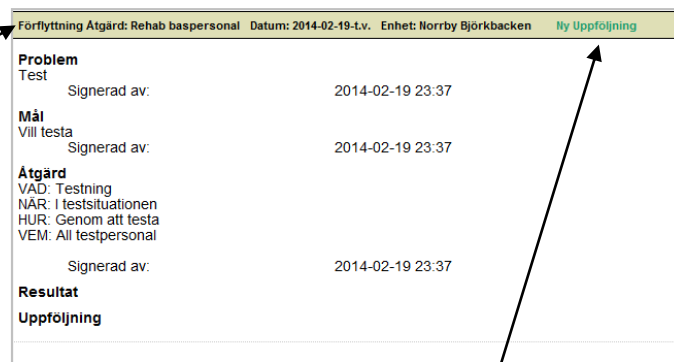 Förflyttning Åtgärd: Rehab baspersonal Datum: 2014-02-19-t.v. Enhet: Norrby Björkbacken Ny Uppföljning
Problem
Test
Signerad av: 2014-02-19 23:37
Mål
Vill testa
Signerad av: 2014-02-19 23:37
Åtgärd
VAD: Testning
NÄR: I testsituationen
HUR: Genom att testa
VEM: All testpersonal
Signerad av: 2014-02-19 23:37
Resultat
Uppföljning